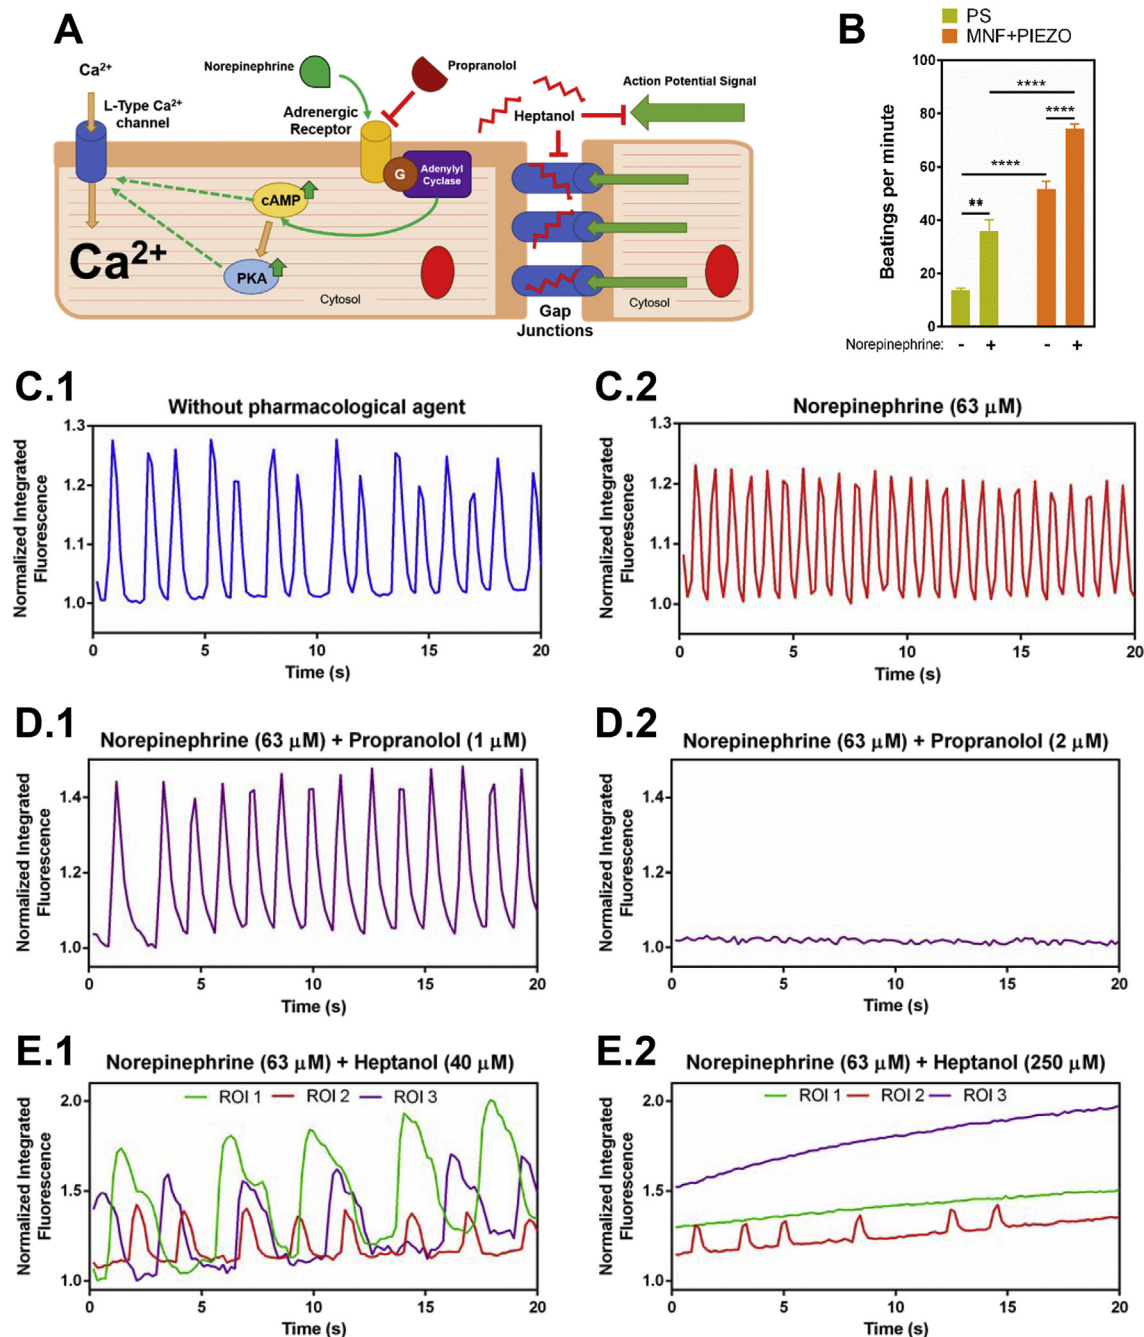 A
Ca²⁺
L-Type Ca²⁺
channel
Norepinephrine
Propranolol
Adrenergic
Receptor
Heptanol
Action Potential Signal
G
Adenylyl
Cyclase
cAMP
Ca²⁺
PKA
Cytosol
Gap
Junctions
Cytosol
B
PS
MNF+PIEZO
Beatings per minute
100
80
60
40
20
0
****
****
****
**
Norepinephrine: - + - +
C.1
Without pharmacological agent
Normalized Integrated
Fluorescence
1.3
1.2
1.1
1.0
0 5 10 15 20
Time (s)
C.2
Norepinephrine (63 µM)
Normalized Integrated
Fluorescence
1.3
1.2
1.1
1.0
0 5 10 15 20
Time (s)
D.1
Norepinephrine (63 µM) + Propranolol (1 µM)
Normalized Integrated
Fluorescence
1.4
1.2
1.0
0 5 10 15 20
Time (s)
D.2
Norepinephrine (63 µM) + Propranolol (2 µM)
Normalized Integrated
Fluorescence
1.4
1.2
1.0
0 5 10 15 20
Time (s)
E.1
Norepinephrine (63 µM) + Heptanol (40 µM)
ROI 1 ROI 2 ROI 3
Normalized Integrated
Fluorescence
2.0
1.5
1.0
0 5 10 15 20
Time (s)
E.2
Norepinephrine (63 µM) + Heptanol (250 µM)
ROI 1 ROI 2 ROI 3
Normalized Integrated
Fluorescence
2.0
1.5
1.0
0 5 10 15 20
Time (s)